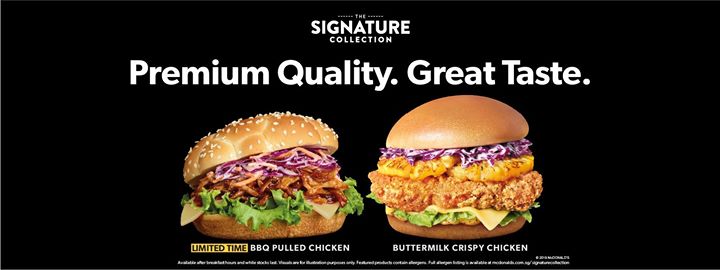 THE
SIGNATURE
COLLECTION
Premium Quality. Great Taste.
LIMITED TIME BBQ PULLED CHICKEN
BUTTERMILK CRISPY CHICKEN
© 2018 McDONALD'S
Available after breakfast hours and while stocks last. Visuals are for illustration purposes only. Featured products contain allergens. Full allergen listing is available at mcdonalds.com.sg/signaturecollection